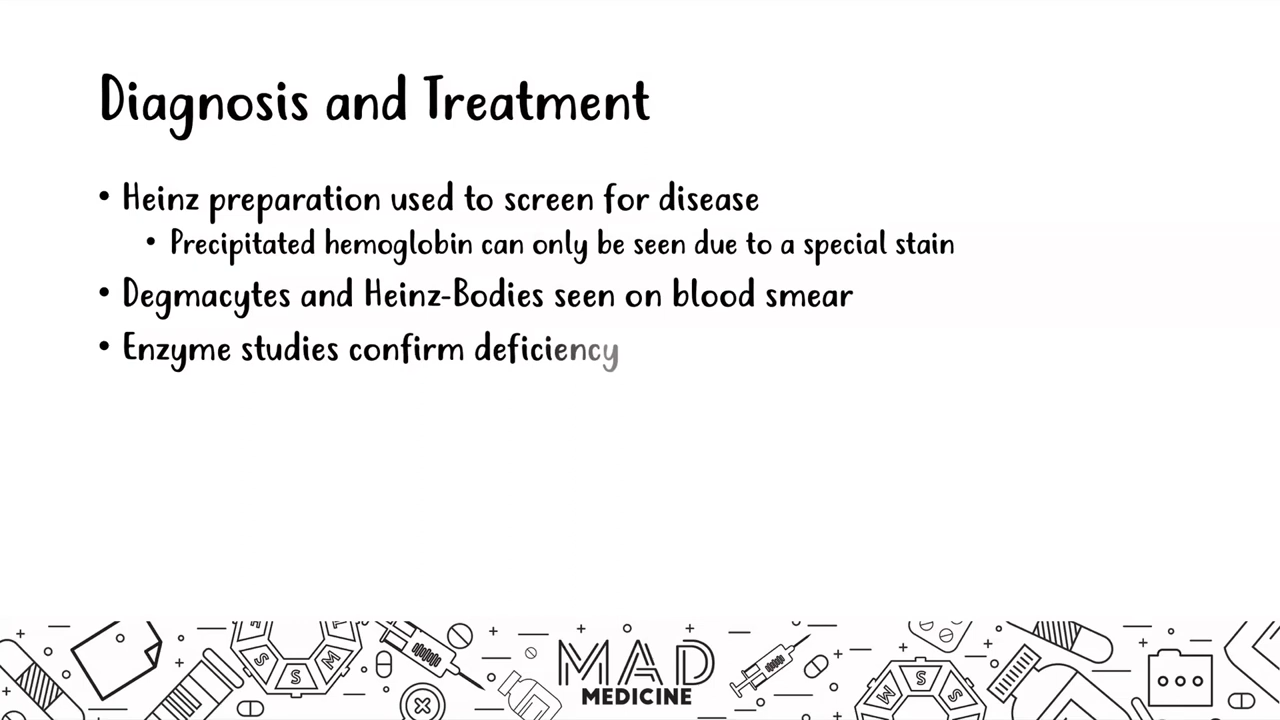 Diagnosis and Treatment
• Heinz preparation used to screen for disease
• Precipitated hemoglobin can only be seen due to a special stain
• Degmacytes and Heinz-Bodies seen on blood smear
• Enzyme studies confirm deficiency
S S M
M S S
MAD
MEDICINE